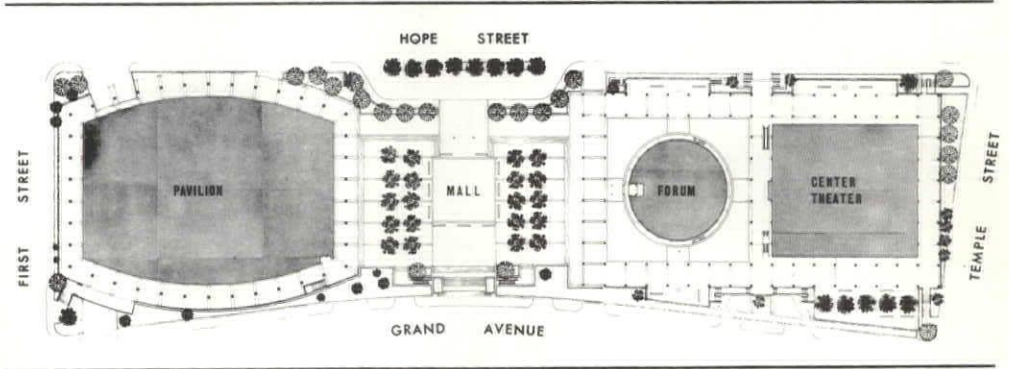 HOPE STREET
FIRST STREET
PAVILION
MALL
FORUM
CENTER
THEATER
TEMPLE STREET
GRAND AVENUE